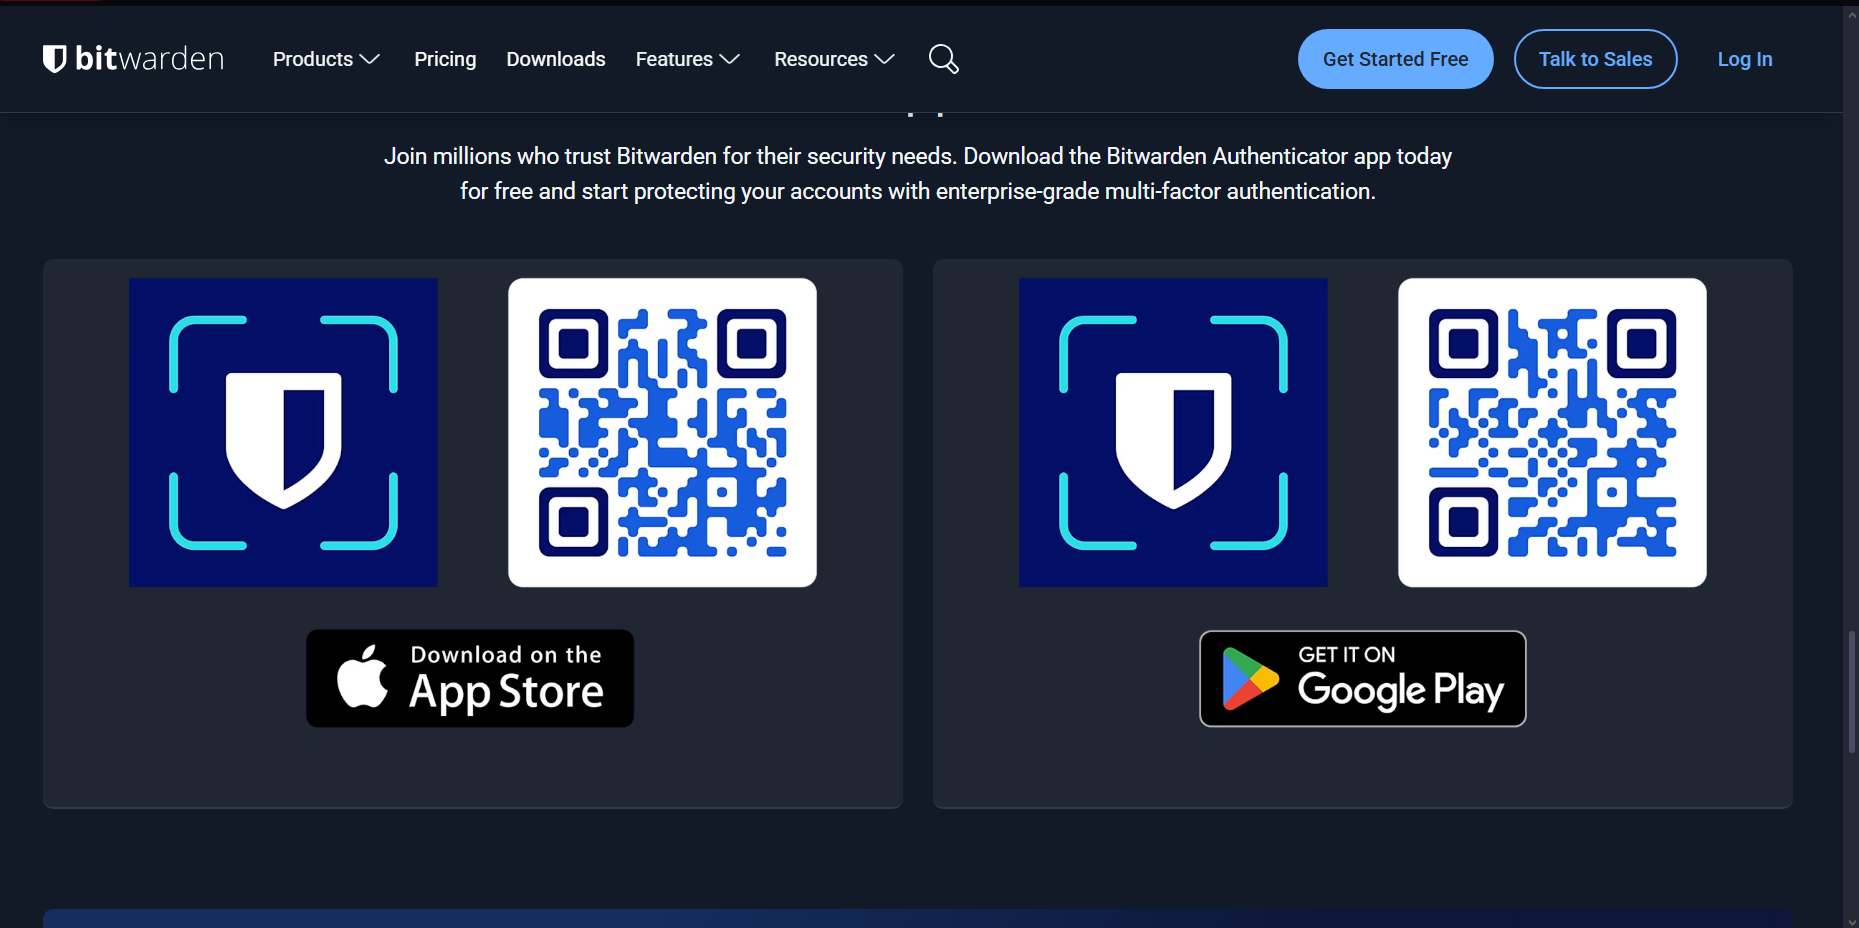 bitwarden
Products
Pricing
Downloads
Features
Resources
Get Started Free
Talk to Sales
Log In
Join millions who trust Bitwarden for their security needs. Download the Bitwarden Authenticator app today
for free and start protecting your accounts with enterprise-grade multi-factor authentication.
Download on the
App Store
GET IT ON
Google Play